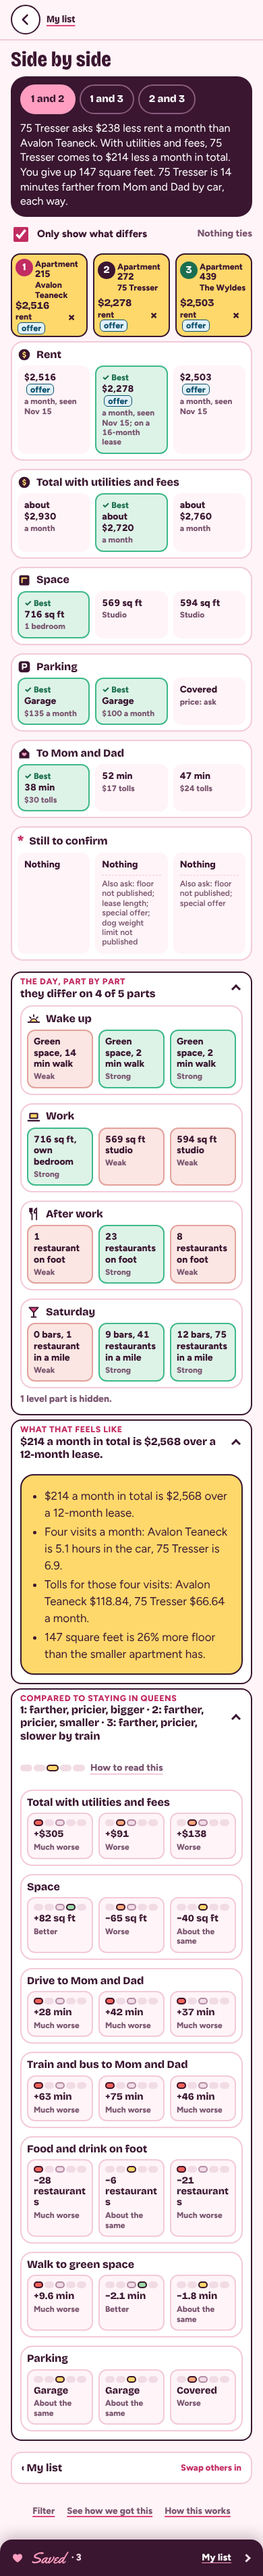 My list
Side by side
1 and 2
1 and 3
2 and 3
75 Tresser asks $238 less rent a month than
Avalon Teaneck. With utilities and fees, 75
Tresser comes to $214 less a month in total.
You give up 147 square feet. 75 Tresser is 14
minutes farther from Mom and Dad by car,
each way.
Only show what differs
Nothing ties
1 Apartment
215
Avalon
Teaneck
$2,516
rent ×
offer
2 Apartment
272
75 Tresser
$2,278
rent ×
offer
3 Apartment
439
The Wyldes
$2,503
rent ×
offer
Rent
$2,516
offer
a month, seen
Nov 15
✓ Best
$2,278
offer
a month, seen
Nov 15; on a
16-month
lease
$2,503
offer
a month, seen
Nov 15
Total with utilities and fees
about
$2,930
a month
✓ Best
about
$2,720
a month
about
$2,760
a month
Space
✓ Best
716 sq ft
1 bedroom
569 sq ft
Studio
594 sq ft
Studio
Parking
✓ Best
Garage
$135 a month
✓ Best
Garage
$100 a month
Covered
price: ask
To Mom and Dad
✓ Best
38 min
$30 tolls
52 min
$17 tolls
47 min
$24 tolls
* Still to confirm
Nothing
Nothing
Also ask: floor
not published;
lease length;
special offer;
dog weight
limit not
published
Nothing
Also ask: floor
not published;
special offer
THE DAY, PART BY PART
they differ on 4 of 5 parts
Wake up
Green
space, 14
min walk
Weak
Green
space, 2
min walk
Strong
Green
space, 2
min walk
Strong
Work
716 sq ft,
own
bedroom
Strong
569 sq ft
studio
Weak
594 sq ft
studio
Weak
After work
1
restaurant
on foot
Weak
23
restaurants
on foot
Strong
8
restaurants
on foot
Weak
Saturday
0 bars, 1
restaurant
in a mile
Weak
9 bars, 41
restaurants
in a mile
Strong
12 bars, 75
restaurants
in a mile
Strong
1 level part is hidden.
WHAT THAT FEELS LIKE
$214 a month in total is $2,568 over a
12-month lease.
• $214 a month in total is $2,568 over
a 12-month lease.
• Four visits a month: Avalon Teaneck
is 5.1 hours in the car, 75 Tresser is
6.9.
• Tolls for those four visits: Avalon
Teaneck $118.84, 75 Tresser $66.64
a month.
• 147 square feet is 26% more floor
than the smaller apartment has.
COMPARED TO STAYING IN QUEENS
1: farther, pricier, bigger · 2: farther,
pricier, smaller · 3: farther, pricier,
slower by train
How to read this
Total with utilities and fees
+$305
Much worse
+$91
Worse
+$138
Worse
Space
+82 sq ft
Better
−65 sq ft
Worse
−40 sq ft
About the
same
Drive to Mom and Dad
+28 min
Much worse
+42 min
Much worse
+37 min
Much worse
Train and bus to Mom and Dad
+63 min
Much worse
+75 min
Much worse
+46 min
Much worse
Food and drink on foot
−28
restaurant
s
Much worse
−6
restaurant
s
About the
same
−21
restaurant
s
Much worse
Walk to green space
+9.6 min
Much worse
−2.1 min
Better
−1.8 min
About the
same
Parking
Garage
About the
same
Garage
About the
same
Covered
Worse
‹ My list
Swap others in
Filter
See how we got this
How this works
Saved · 3
My list